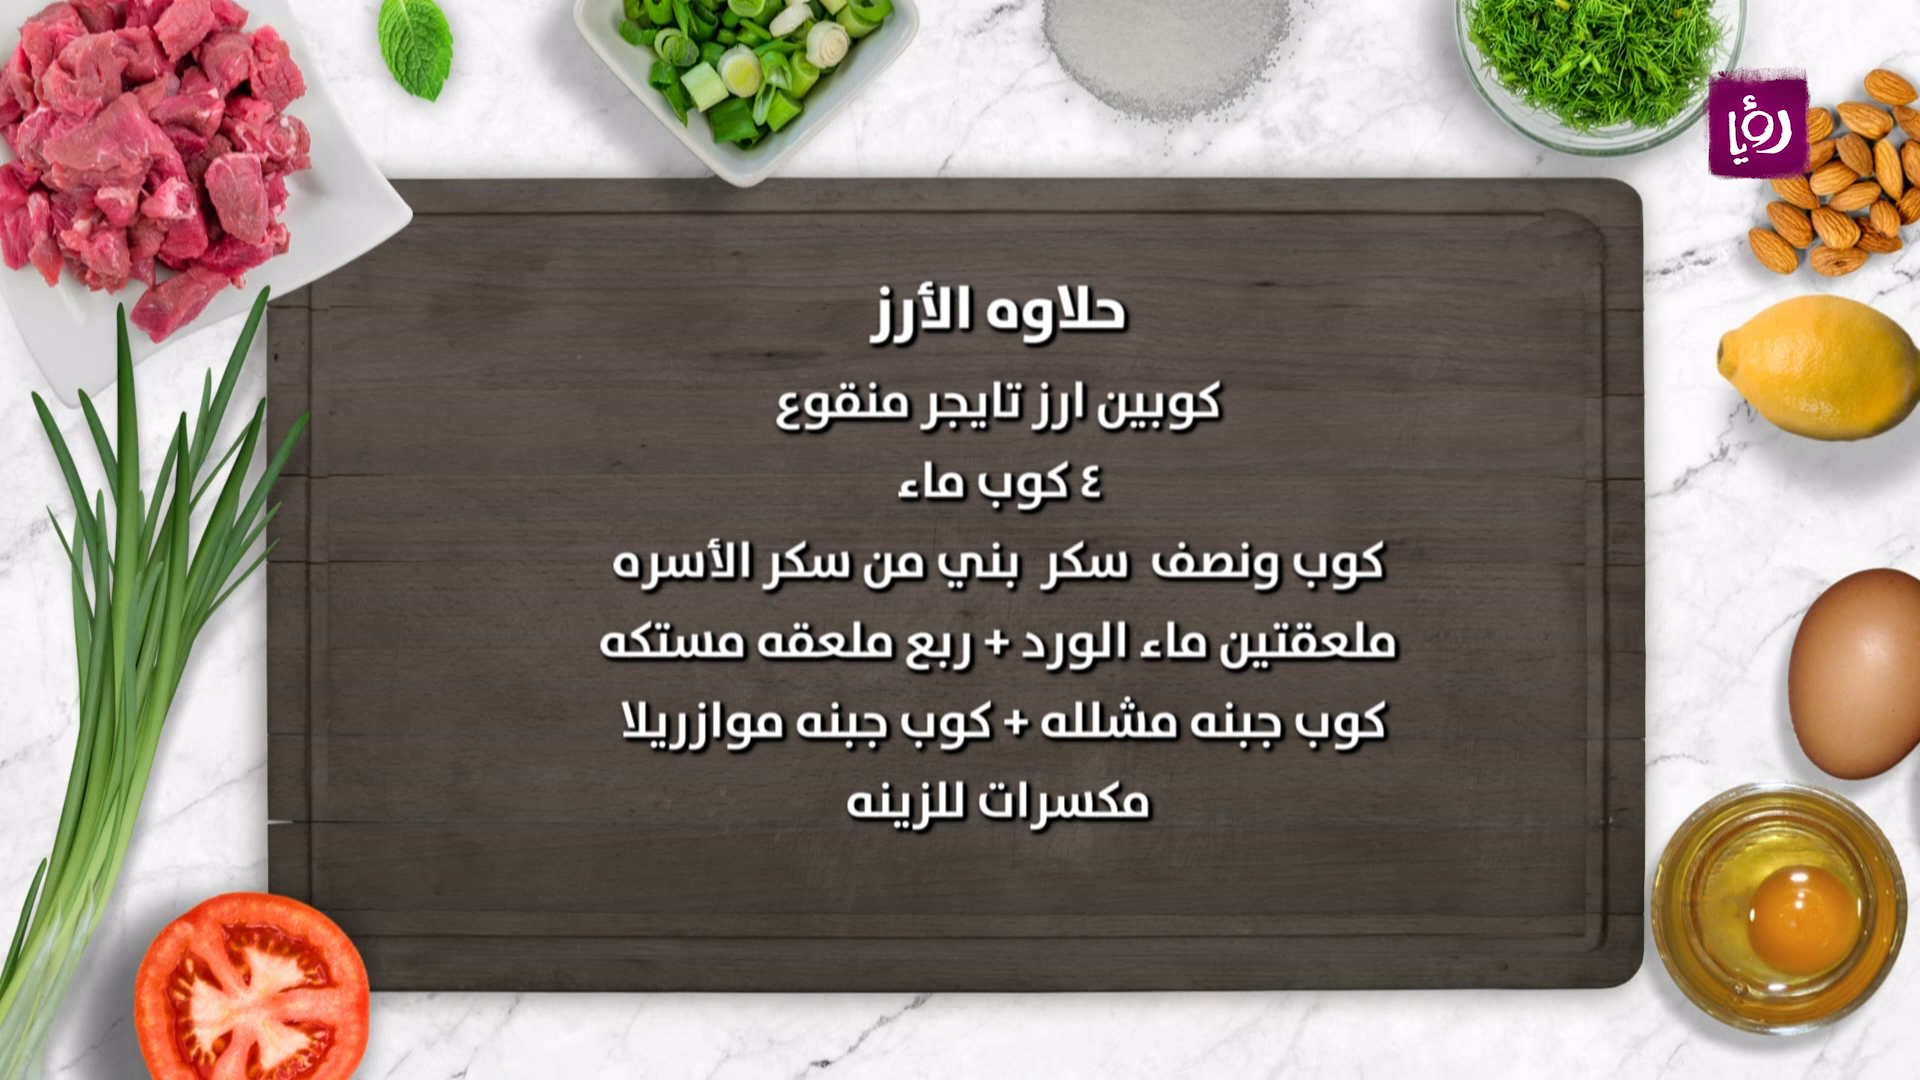 رؤيا
حلاوه الأرز
كوبين ارز تايجر منقوع
٤ كوب ماء
كوب ونصف سكر بني من سكر الأسره
ملعقتين ماء الورد + ربع ملعقه مستكه
كوب جبنه مشلله + كوب جبنه موازريلا
مكسرات للزينه